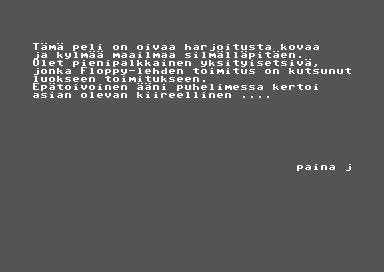 Tämä peli on oivaa harjoitusta kovaa
ja kylmää maailmaa silmälläpitäen.
Olet pienipalkkainen yksityisetsivä,
jonka Floppy-lehden toimitus on kutsunut
luokseen toimitukseen.
Epätoivoinen ääni puhelimessa kertoi
asian olevan kiireellinen ....
paina j